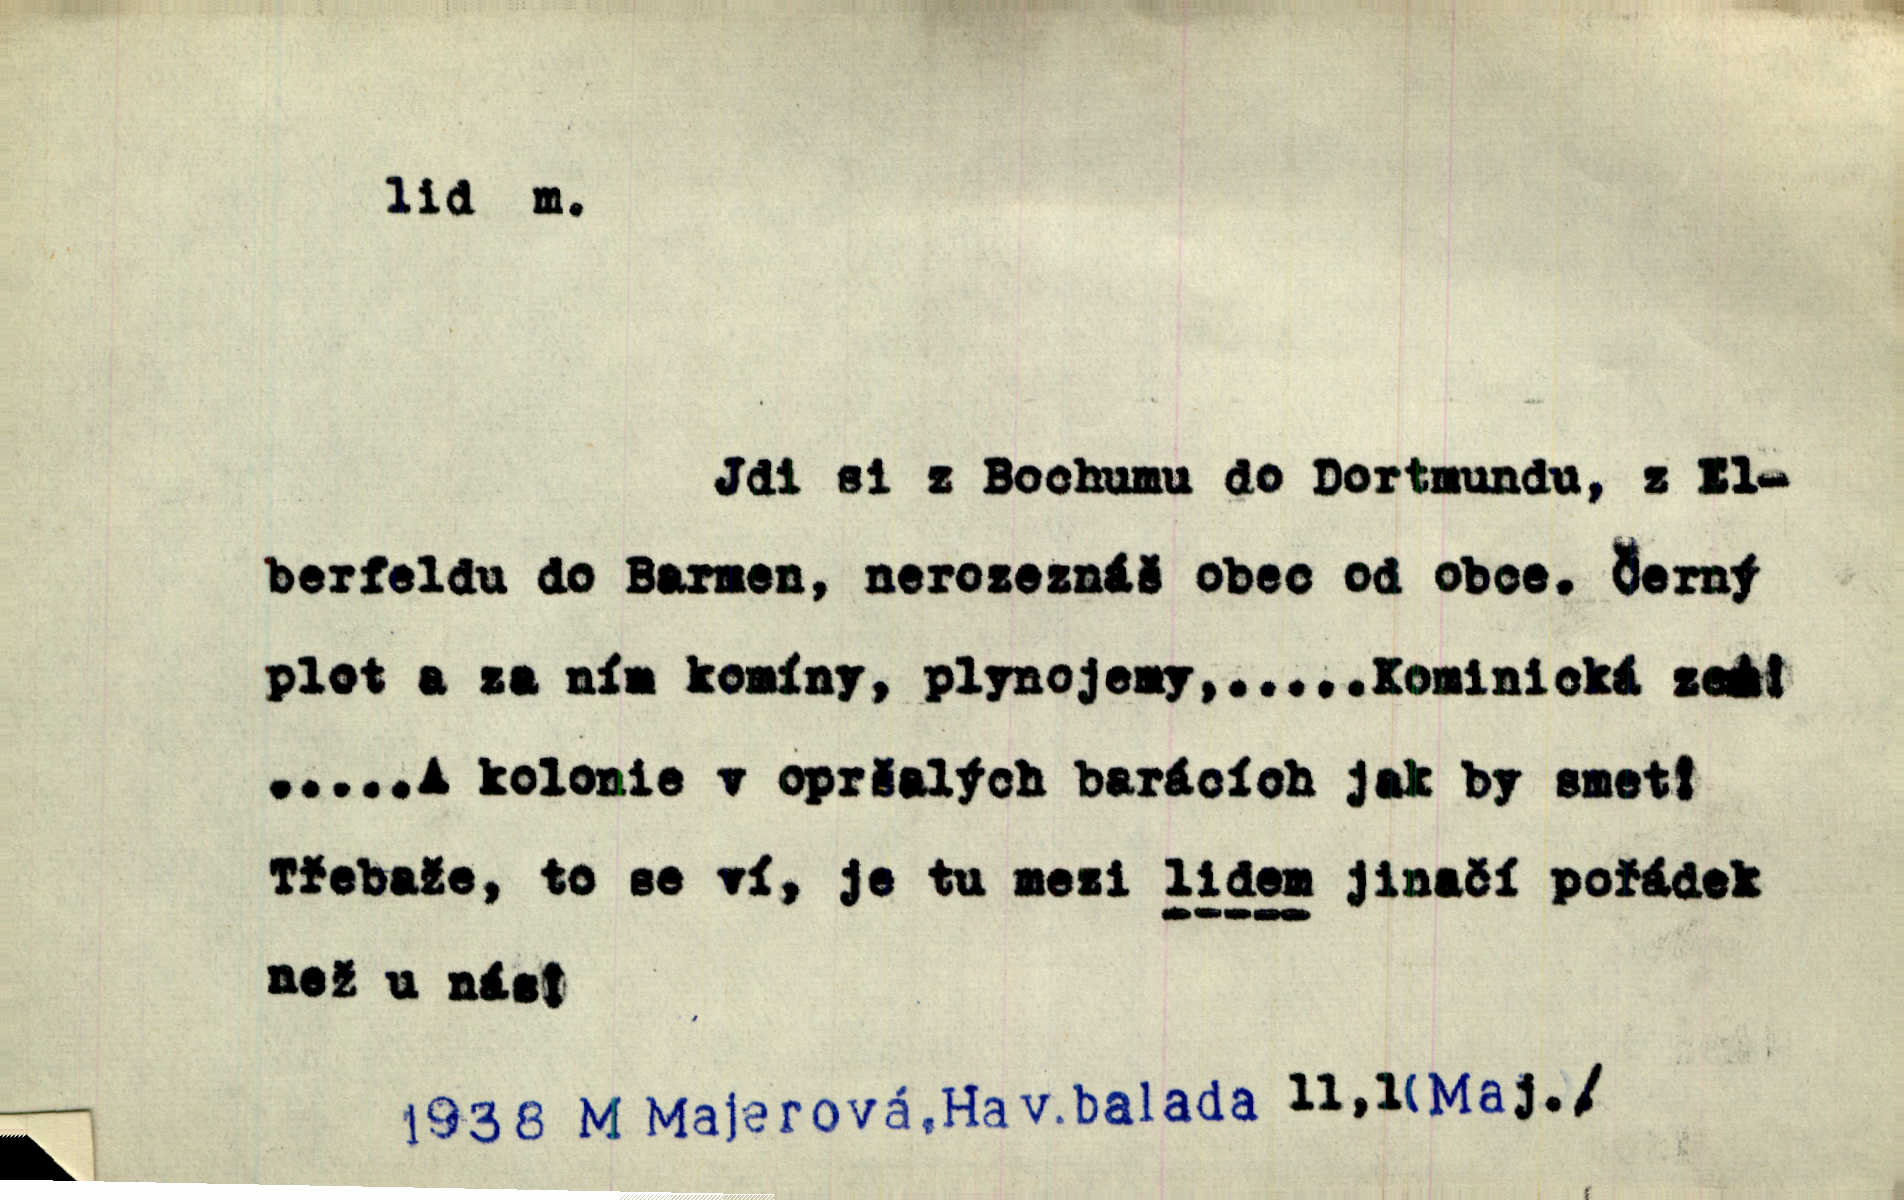 lid m.
Jdi si z Bochumu do Dortmundu, z El-
berfeldu do Barmen, nerozeznáš obec od obce. Černý
plot a za ním komíny, plynojemy,.....Kominická zem!
.....A kolonie v opršalých barácích jak by smet!
Třebaže, to se ví, je tu mezi lidem jinačí pořádek
než u nás!
1938 M Majerová,Hav.balada 11,1(Maj./